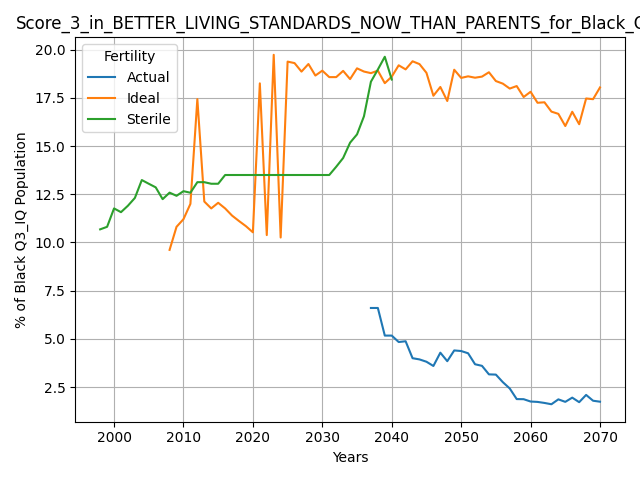 Score_3_in_BETTER_LIVING_STANDARDS_NOW_THAN_PARENTS_for_Black_
Fertility
Actual
Ideal
Sterile
% of Black Q3_IQ Population
20.0
17.5
15.0
12.5
10.0
7.5
5.0
2.5
2000
2010
2020
2030
2040
2050
2060
2070
Years